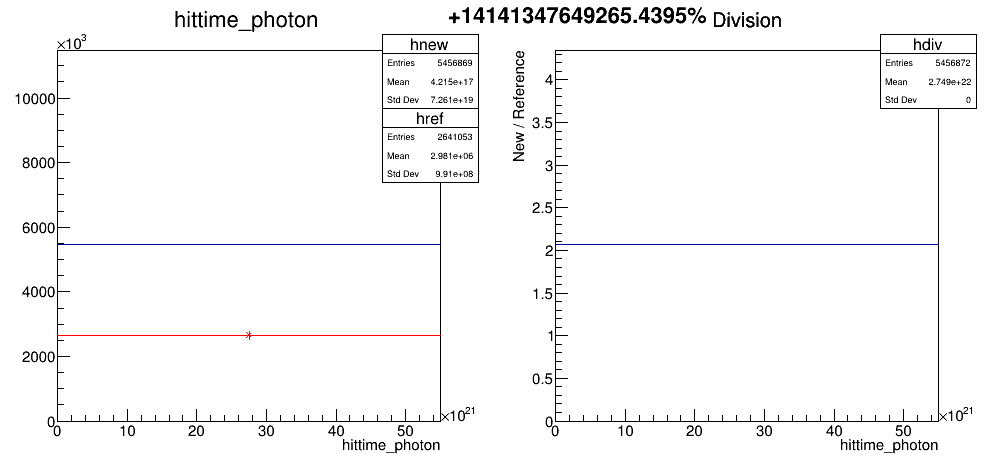 hittime_photon
+14141347649265.4395% Division
×10³
hnew
Entries 5456869
Mean 4.215e+17
Std Dev 7.261e+19
href
Entries 2641053
Mean 2.981e+06
Std Dev 9.91e+08
10000
8000
6000
4000
2000
0
0 10 20 30 40 50
×10²¹
hittime_photon
hdiv
Entries 5456872
Mean 2.749e+22
Std Dev 0
New / Reference
4
3.5
3
2.5
2
1.5
1
0.5
0
0 10 20 30 40 50
×10²¹
hittime_photon